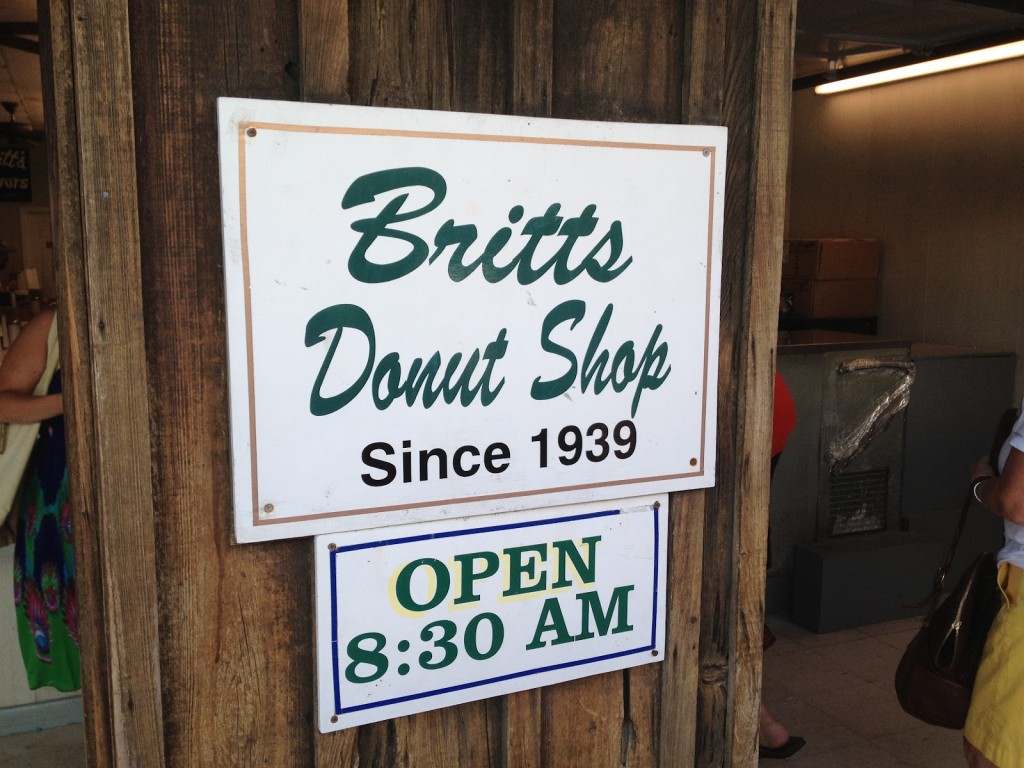 Britts
Donut Shop
Since 1939
OPEN
8:30 AM